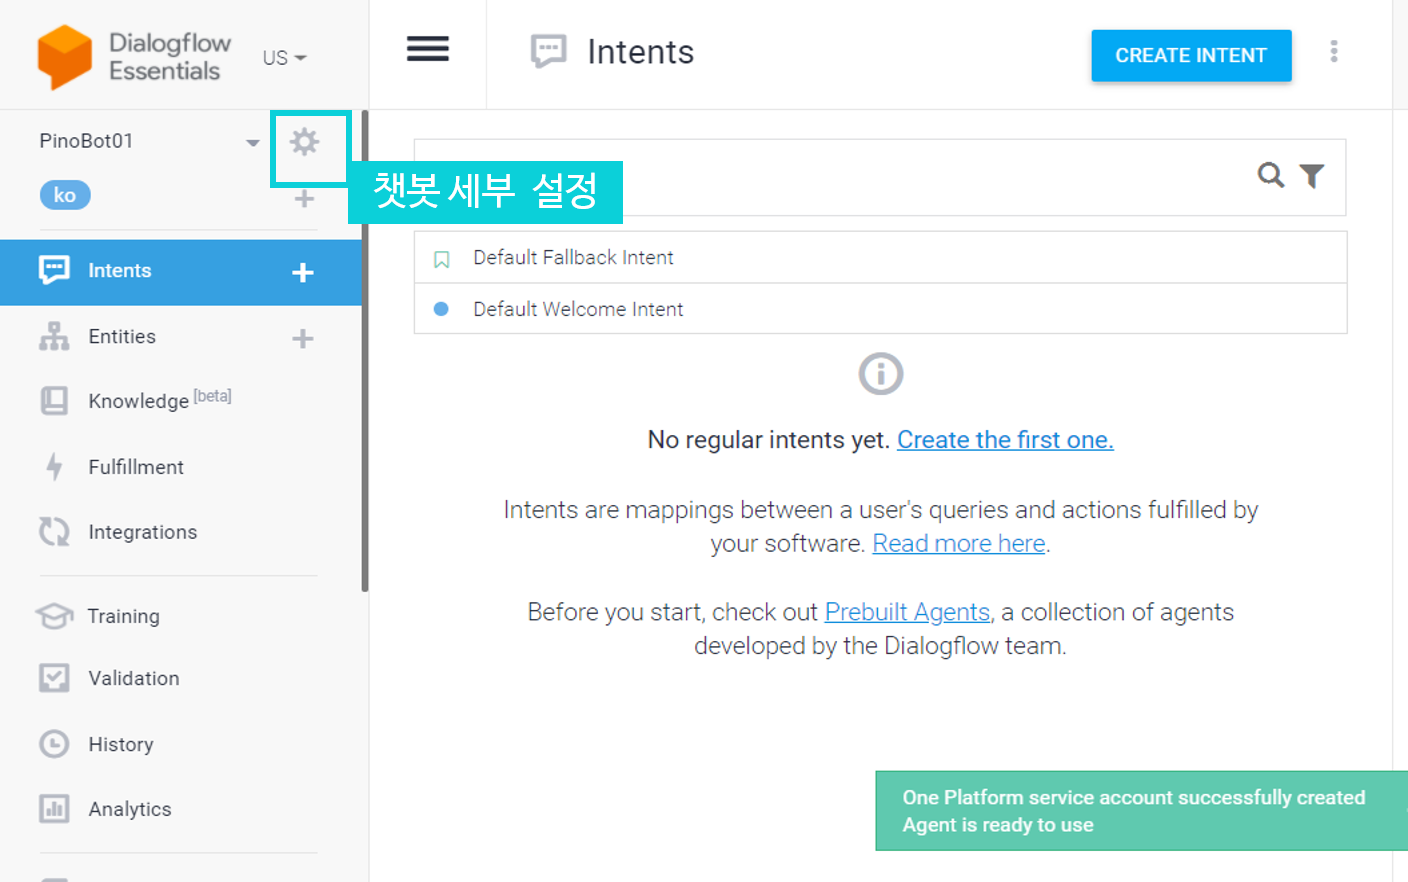 Dialogflow
Essentials
US
Intents
CREATE INTENT
PinoBot01
챗봇 세부 설정
ko
Intents
Entities
Knowledge [beta]
Fulfillment
Integrations
Training
Validation
History
Analytics
Default Fallback Intent
Default Welcome Intent
No regular intents yet. Create the first one.
Intents are mappings between a user's queries and actions fulfilled by
your software. Read more here.
Before you start, check out Prebuilt Agents, a collection of agents
developed by the Dialogflow team.
One Platform service account successfully created
Agent is ready to use